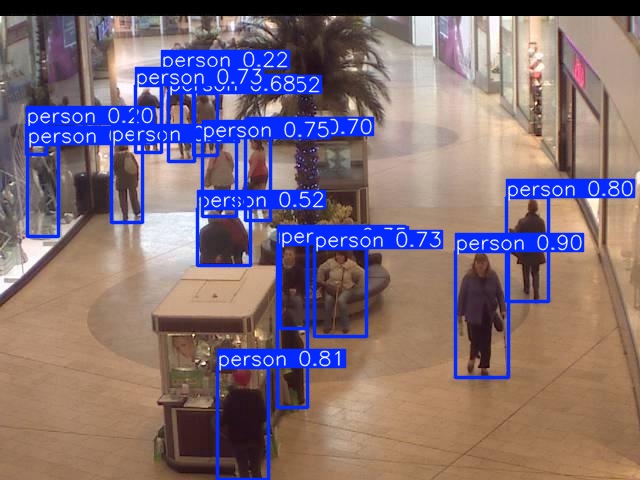 person 0.22
person 0.73
0.6852
person 0.20
person
person
person 0.75
0.70
person 0.80
person 0.52
person 0.73
person 0.90
person 0.81